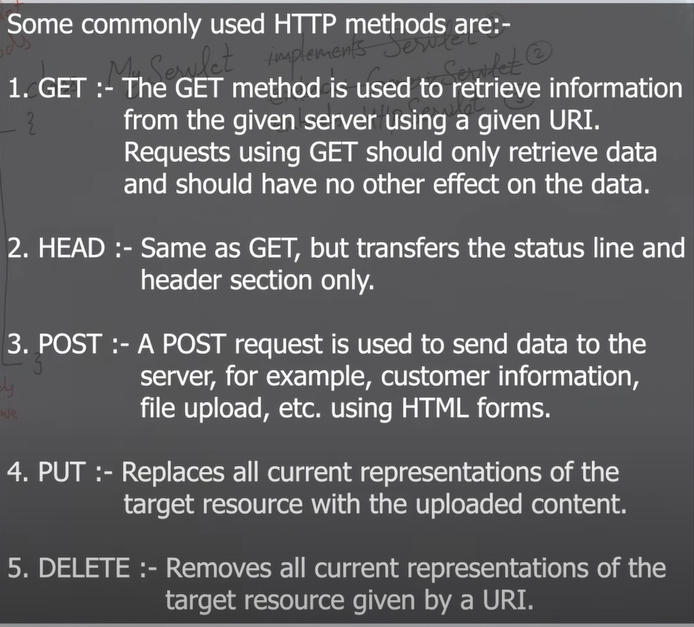 Some commonly used HTTP methods are:-
1. GET :- The GET method is used to retrieve information
from the given server using a given URI.
Requests using GET should only retrieve data
and should have no other effect on the data.
2. HEAD :- Same as GET, but transfers the status line and
header section only.
3. POST :- A POST request is used to send data to the
server, for example, customer information,
file upload, etc. using HTML forms.
4. PUT :- Replaces all current representations of the
target resource with the uploaded content.
5. DELETE :- Removes all current representations of the
target resource given by a URI.
MyServlet implements Servlet